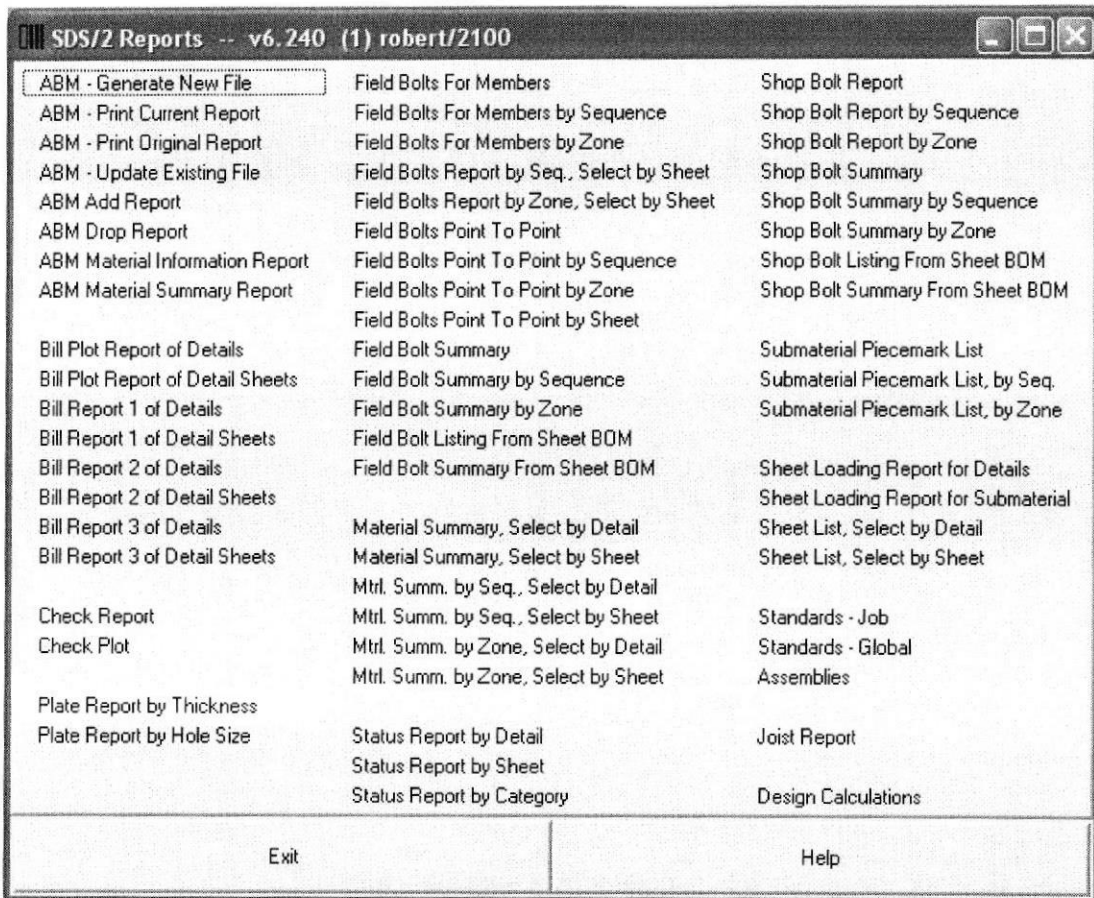 SDS/2 Reports -- v6.240 (1) robert/2100
ABM - Generate New File
ABM - Print Current Report
ABM - Print Original Report
ABM - Update Existing File
ABM Add Report
ABM Drop Report
ABM Material Information Report
ABM Material Summary Report
Bill Plot Report of Details
Bill Plot Report of Detail Sheets
Bill Report 1 of Details
Bill Report 1 of Detail Sheets
Bill Report 2 of Details
Bill Report 2 of Detail Sheets
Bill Report 3 of Details
Bill Report 3 of Detail Sheets
Check Report
Check Plot
Plate Report by Thickness
Plate Report by Hole Size
Field Bolts For Members
Field Bolts For Members by Sequence
Field Bolts For Members by Zone
Field Bolts Report by Seq., Select by Sheet
Field Bolts Report by Zone, Select by Sheet
Field Bolts Point To Point
Field Bolts Point To Point by Sequence
Field Bolts Point To Point by Zone
Field Bolts Point To Point by Sheet
Field Bolt Summary
Field Bolt Summary by Sequence
Field Bolt Summary by Zone
Field Bolt Listing From Sheet BOM
Field Bolt Summary From Sheet BOM
Material Summary, Select by Detail
Material Summary, Select by Sheet
Mtrl. Summ. by Seq., Select by Detail
Mtrl. Summ. by Seq., Select by Sheet
Mtrl. Summ. by Zone, Select by Detail
Mtrl. Summ. by Zone, Select by Sheet
Status Report by Detail
Status Report by Sheet
Status Report by Category
Shop Bolt Report
Shop Bolt Report by Sequence
Shop Bolt Report by Zone
Shop Bolt Summary
Shop Bolt Summary by Sequence
Shop Bolt Summary by Zone
Shop Bolt Listing From Sheet BOM
Shop Bolt Summary From Sheet BOM
Submaterial Piecemark List
Submaterial Piecemark List, by Seq.
Submaterial Piecemark List, by Zone
Sheet Loading Report for Details
Sheet Loading Report for Submaterial
Sheet List, Select by Detail
Sheet List, Select by Sheet
Standards - Job
Standards - Global
Assemblies
Joist Report
Design Calculations
Exit
Help